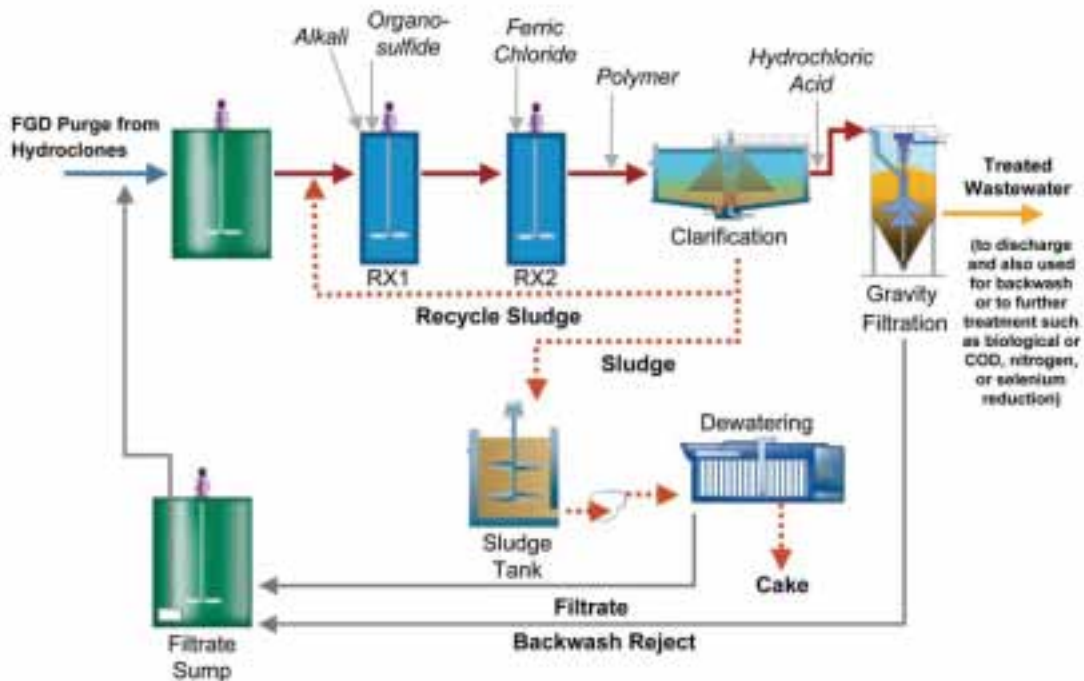 Alkali
Organo-
sulfide
Ferric
Chloride
Polymer
Hydrochloric
Acid
FGD Purge from
Hydroclones
RX1
RX2
Clarification
Gravity
Filtration
Treated
Wastewater
(to discharge
and also used
for backwash
or to further
treatment such
as biological or
COD, nitrogen,
or selenium
reduction)
Recycle Sludge
Sludge
Sludge
Tank
Dewatering
Cake
Filtrate
Backwash Reject
Filtrate
Sump